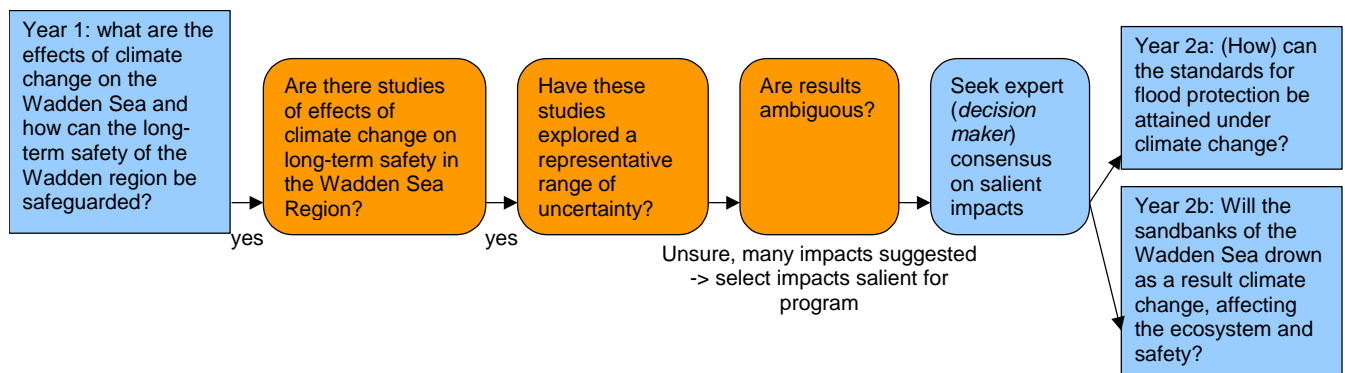 Year 1: what are the
effects of climate
change on the
Wadden Sea and
how can the long-
term safety of the
Wadden region be
safeguarded?
yes
Are there studies
of effects of
climate change on
long-term safety in
the Wadden Sea
Region?
yes
Have these
studies
explored a
representative
range of
uncertainty?
Are results
ambiguous?
Unsure, many impacts suggested
-> select impacts salient for
program
Seek expert
(decision
maker)
consensus
on salient
impacts
Year 2a: (How) can
the standards for
flood protection be
attained under
climate change?
Year 2b: Will the
sandbanks of the
Wadden Sea drown
as a result climate
change, affecting
the ecosystem and
safety?